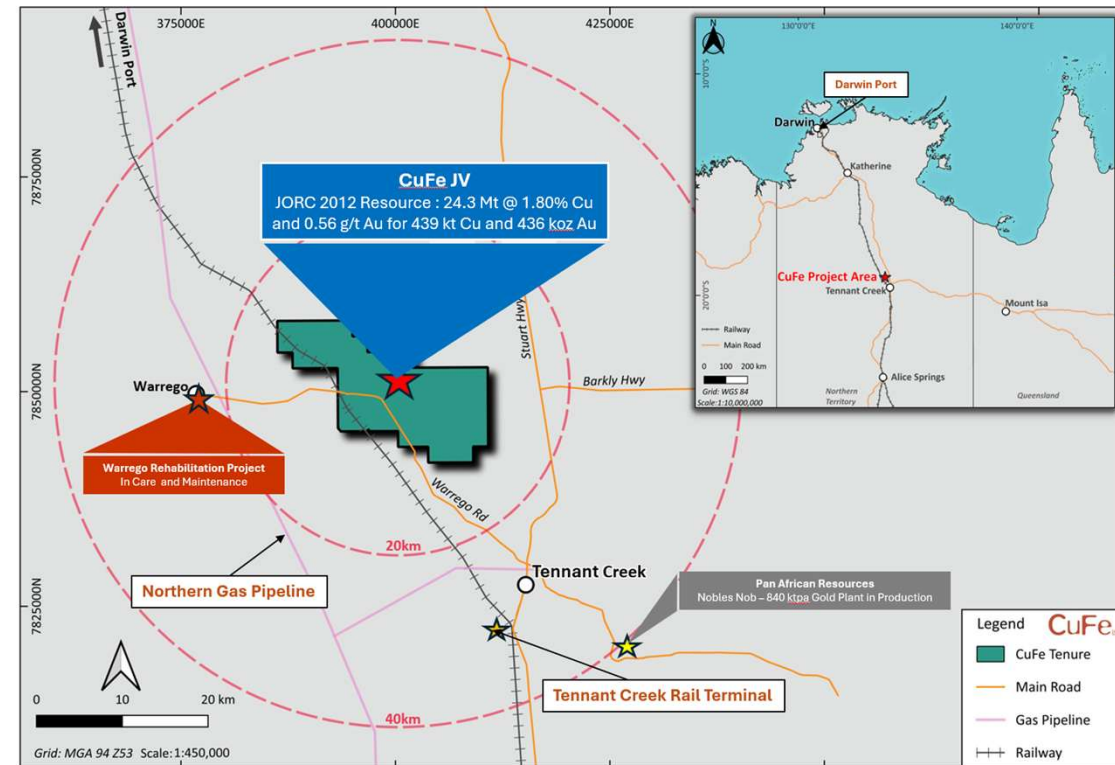 375000E
400000E
425000E
Darwin Port
7875000N
7850000N
7825000N
CuFe JV
JORC 2012 Resource : 24.3 Mt @ 1.80% Cu
and 0.56 g/t Au for 439 kt Cu and 436 koz Au
Stuart Hwy
Barkly Hwy
Warrego
Warrego Rehabilitation Project
In Care and Maintenance
Warrego Rd
20km
Northern Gas Pipeline
Tennant Creek
Pan African Resources
Nobles Nob – 840 ktpa Gold Plant in Production
Tennant Creek Rail Terminal
40km
0 10 20 km
Grid: MGA 94 Z53 Scale: 1:450,000
N
130°0'0"E
140°0'0"E
10°0'0"S
20°0'0"S
Darwin Port
Darwin
Katherine
CuFe Project Area
Tennant Creek
Mount Isa
Alice Springs
Northern
Territory
Queensland
Railway
Main Road
0 100 200 km
Grid: WGS 84
Scale:1:10,000,000
Legend
CuFe
CuFe Tenure
Main Road
Gas Pipeline
Railway